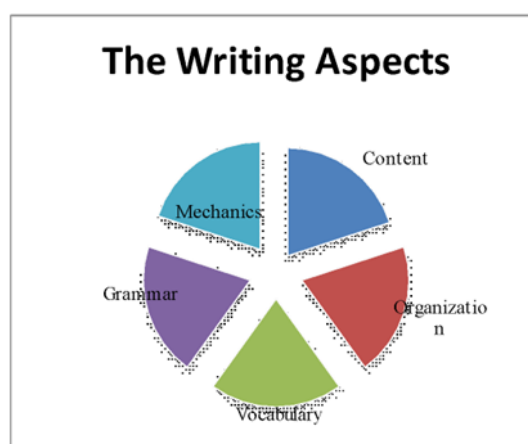 The Writing Aspects
Content
Mechanics
Grammar
Organizatio
n
Vocabulary